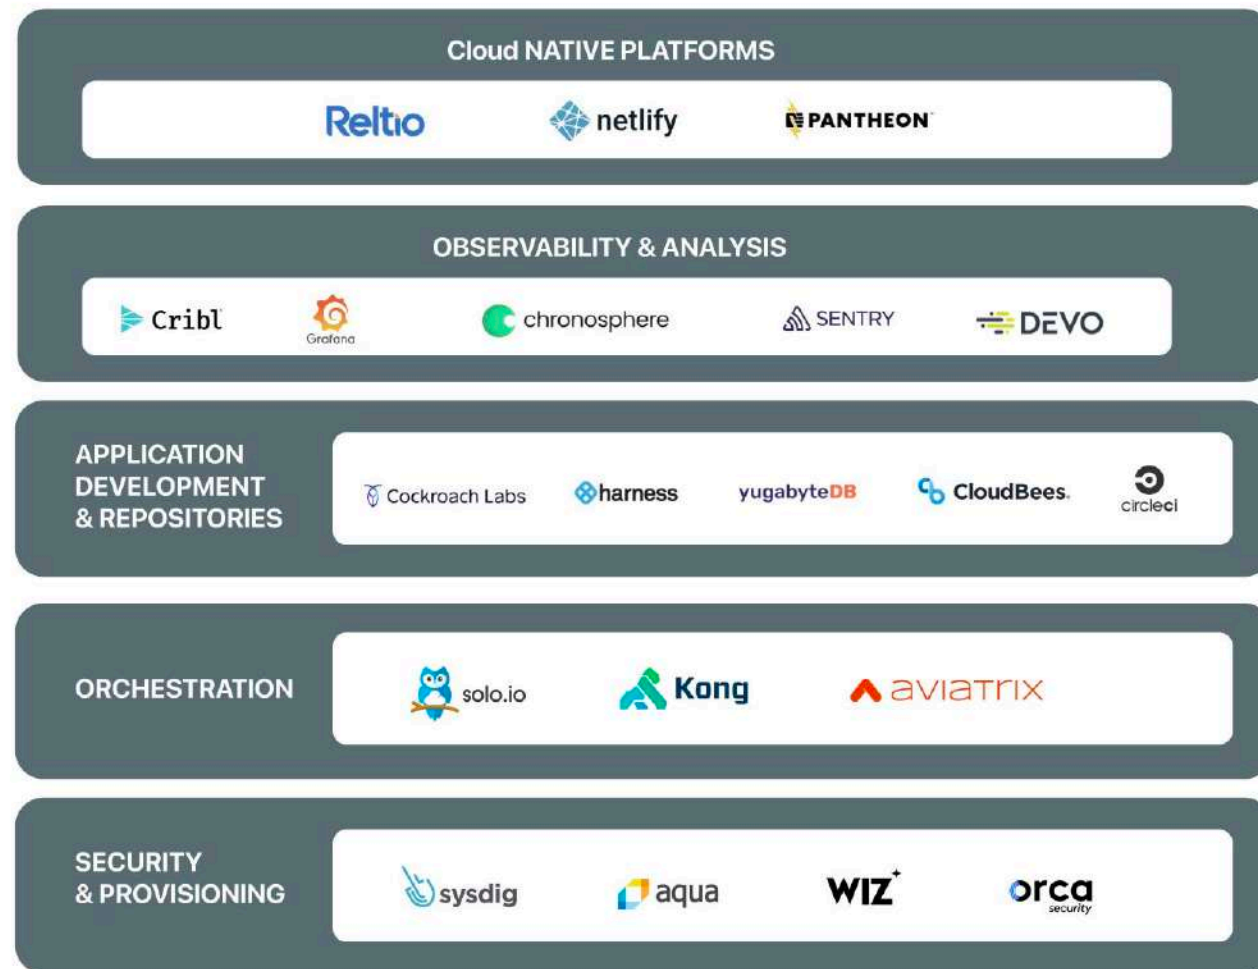 Cloud NATIVE PLATFORMS
Reltio netlify PANTHEON
OBSERVABILITY & ANALYSIS
Cribl Grafana chronosphere SENTRY DEVO
APPLICATION
DEVELOPMENT
& REPOSITORIES
Cockroach Labs harness yugabyteDB CloudBees. circleci
ORCHESTRATION
solo.io Kong aviatrix
SECURITY
& PROVISIONING
sysdig aqua WIZ orca security